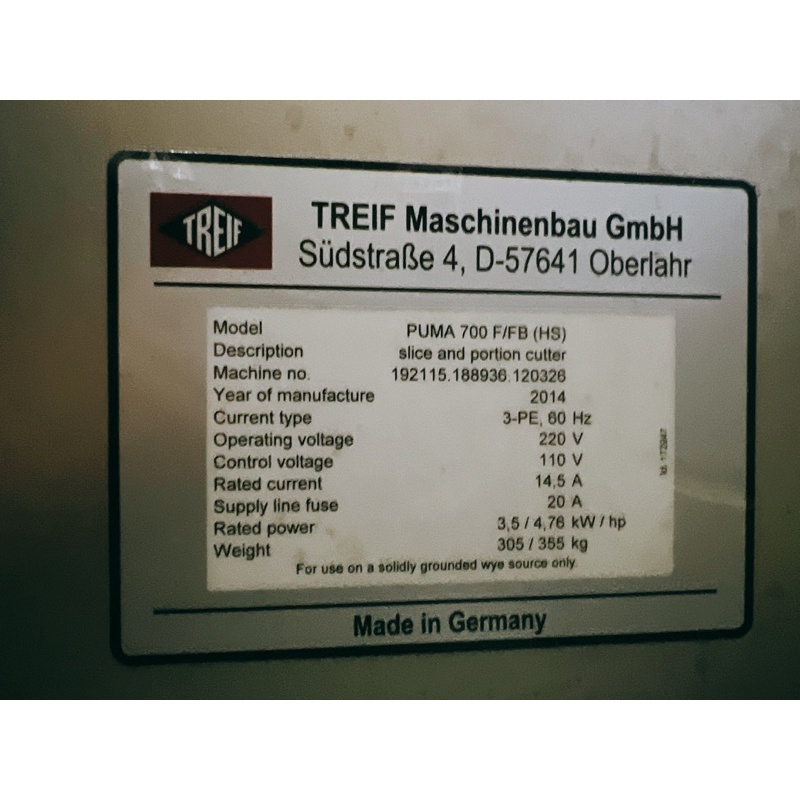 TREIF
TREIF Maschinenbau GmbH
Südstraße 4, D-57641 Oberlahr
Model PUMA 700 F/FB (HS)
Description slice and portion cutter
Machine no. 192115.188936.120326
Year of manufacture 2014
Current type 3-PE, 60 Hz
Operating voltage 220 V
Control voltage 110 V
Rated current 14,5 A
Supply line fuse 20 A
Rated power 3,5 / 4,76 kW / hp
Weight 305 / 355 kg
For use on a solidly grounded wye source only.
Made in Germany